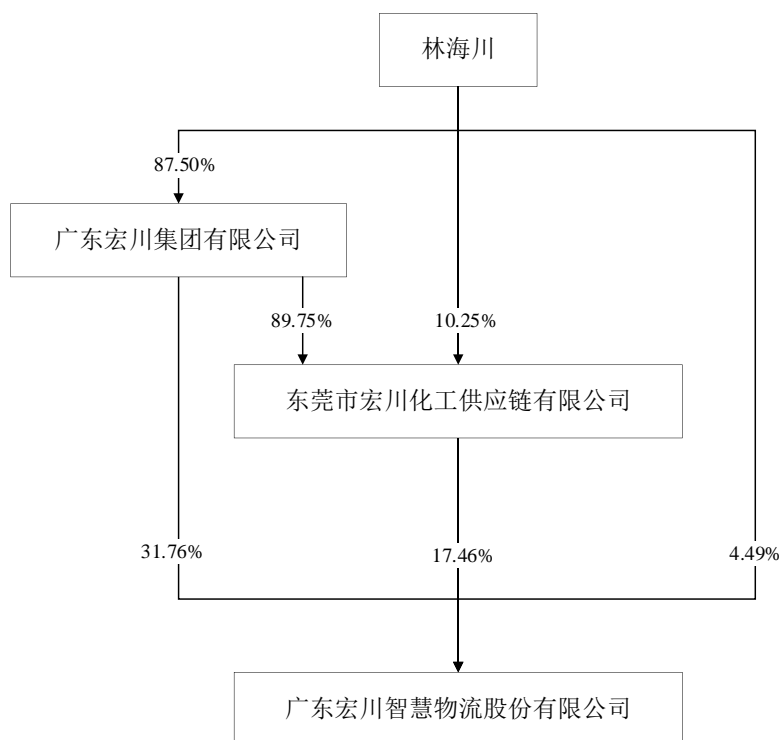 林海川
87.50%
广东宏川集团有限公司
89.75%
10.25%
东莞市宏川化工供应链有限公司
31.76%
17.46%
4.49%
广东宏川智慧物流股份有限公司